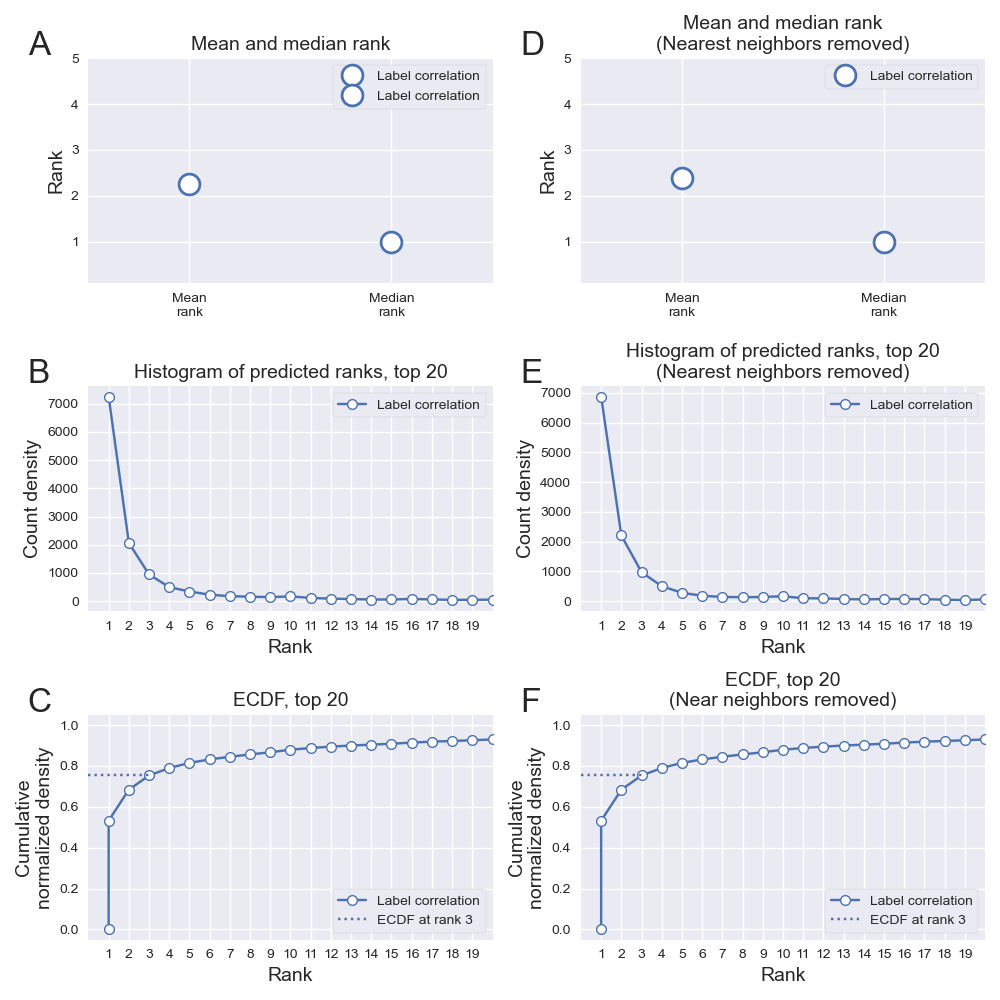 A
Mean and median rank
Rank
5
4
3
2
1
Label correlation
Label correlation
Mean
rank
Median
rank
D
Mean and median rank
(Nearest neighbors removed)
Rank
5
4
3
2
1
Label correlation
Mean
rank
Median
rank
B
Histogram of predicted ranks, top 20
Count density
7000
6000
5000
4000
3000
2000
1000
0
Label correlation
1 2 3 4 5 6 7 8 9 10 11 12 13 14 15 16 17 18 19
Rank
E
Histogram of predicted ranks, top 20
(Nearest neighbors removed)
Count density
7000
6000
5000
4000
3000
2000
1000
0
Label correlation
1 2 3 4 5 6 7 8 9 10 11 12 13 14 15 16 17 18 19
Rank
C
ECDF, top 20
Cumulative
normalized density
1.0
0.8
0.6
0.4
0.2
0.0
Label correlation
ECDF at rank 3
1 2 3 4 5 6 7 8 9 10 11 12 13 14 15 16 17 18 19
Rank
F
ECDF, top 20
(Near neighbors removed)
Cumulative
normalized density
1.0
0.8
0.6
0.4
0.2
0.0
Label correlation
ECDF at rank 3
1 2 3 4 5 6 7 8 9 10 11 12 13 14 15 16 17 18 19
Rank